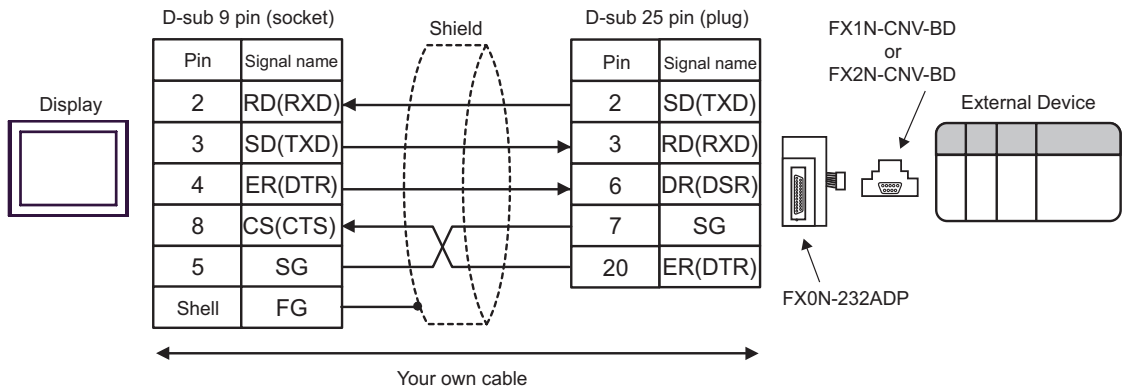 D-sub 9 pin (socket)
Shield
D-sub 25 pin (plug)
FX1N-CNV-BD
or
FX2N-CNV-BD
Display
External Device
Pin Signal name
2 RD(RXD)
3 SD(TXD)
4 ER(DTR)
8 CS(CTS)
5 SG
Shell FG
Pin Signal name
2 SD(TXD)
3 RD(RXD)
6 DR(DSR)
7 SG
20 ER(DTR)
FX0N-232ADP
Your own cable